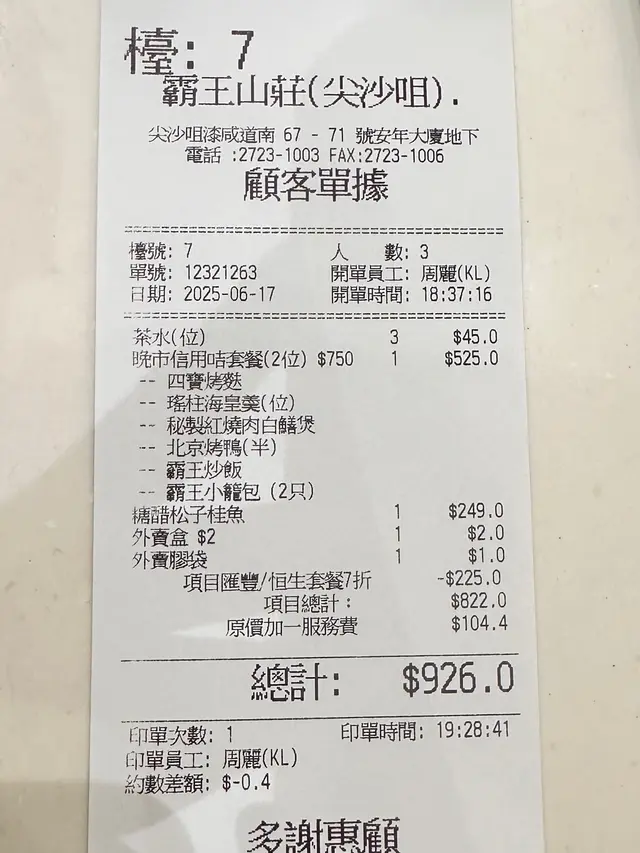 檯: 7
霸王山莊(尖沙咀).
尖沙咀漆咸道南 67 - 71 號安年大廈地下
電話 :2723-1003 FAX:2723-1006
顧客單據
檯號: 7 人 數: 3
單號: 12321263 開單員工: 周麗(KL)
日期: 2025-06-17 開單時間: 18:37:16
茶水(位) 3 $45.0
晚市信用咭套餐(2位) $750 1 $525.0
-- 四寶烤麩
-- 瑤柱海皇羹(位)
-- 秘製紅燒肉白鱔煲
-- 北京烤鴨(半)
-- 霸王炒飯
-- 霸王小籠包 (2只)
糖醋松子桂魚 1 $249.0
外賣盒 $2 1 $2.0
外賣膠袋 1 $1.0
項目匯豐/恒生套餐7折 -$225.0
項目總計: $822.0
原價加一服務費 $104.4
總計: $926.0
印單次數: 1 印單時間: 19:28:41
印單員工: 周麗(KL)
約數差額: $-0.4
多謝惠顧